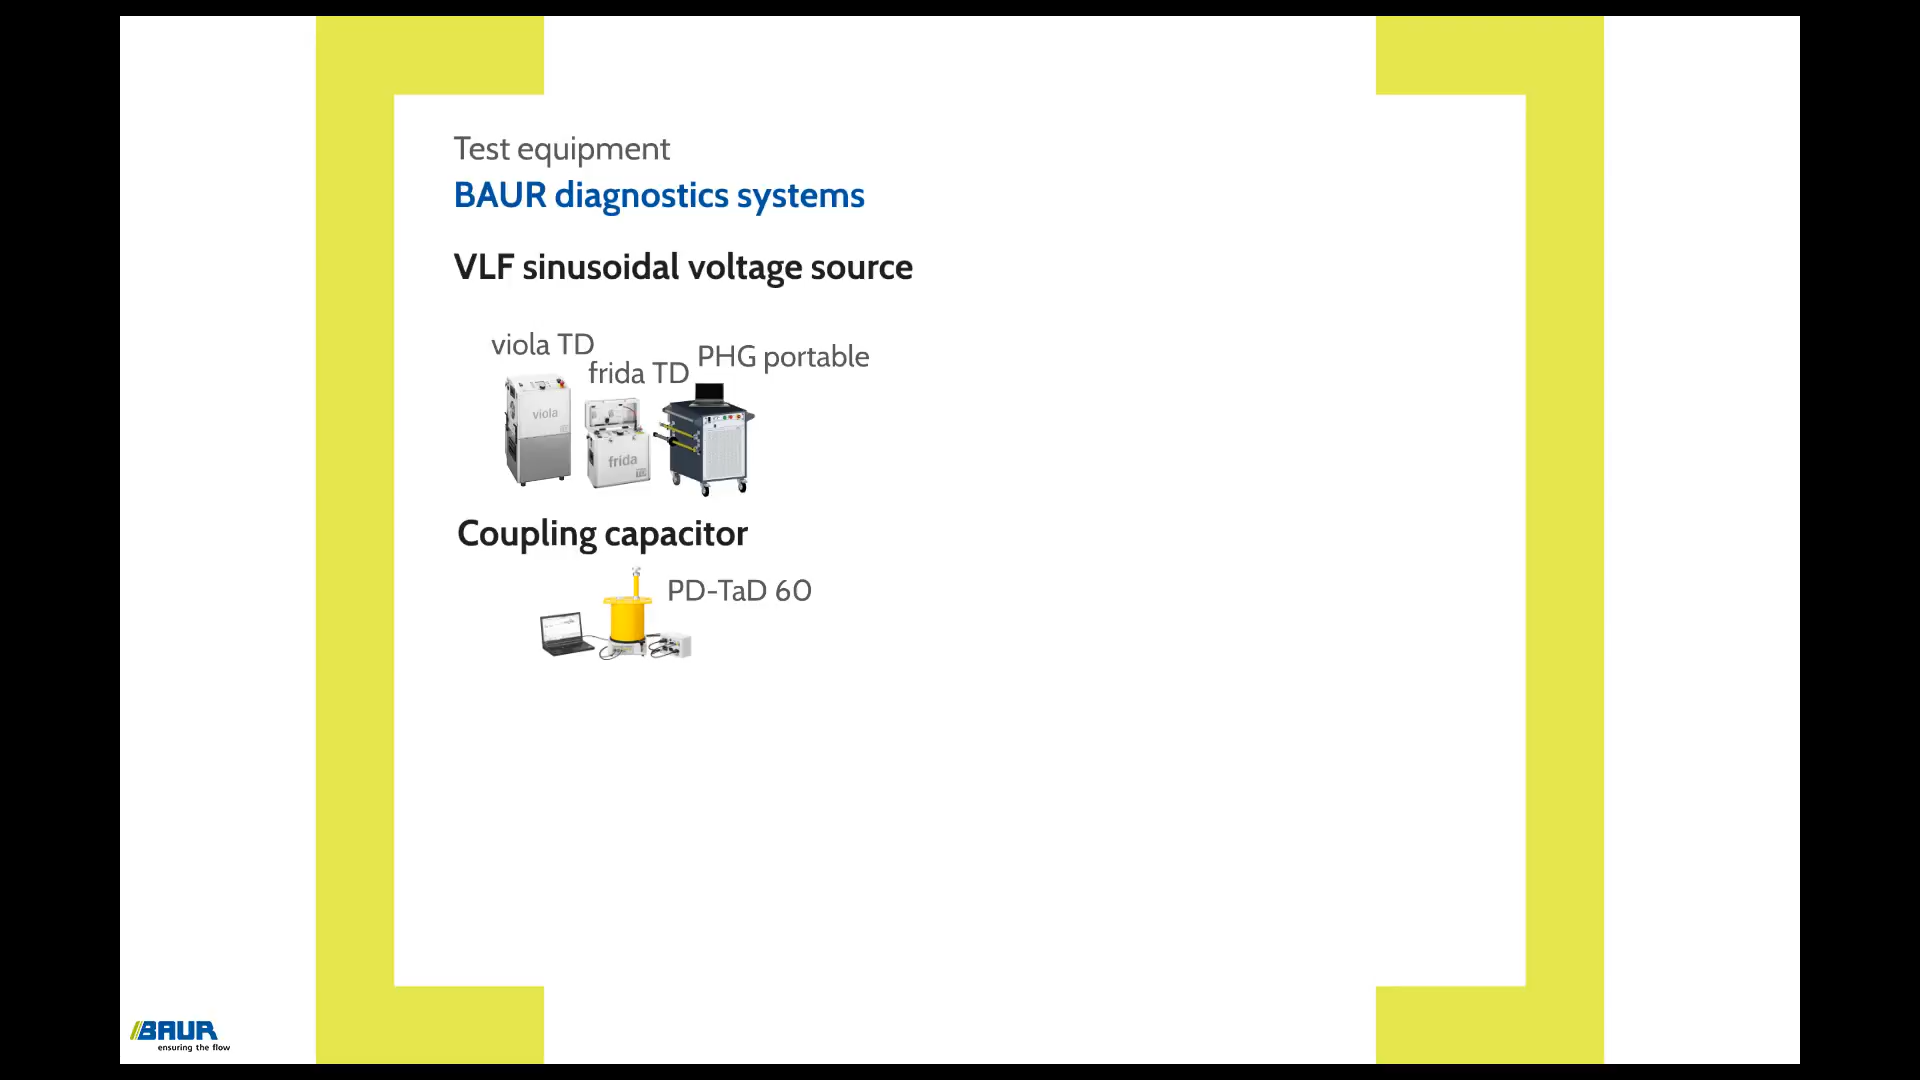 Test equipment
BAUR diagnostics systems
VLF sinusoidal voltage source
viola TD
frida TD
PHG portable
viola
frida
TD
Coupling capacitor
PD-TaD 60
BAUR
ensuring the flow